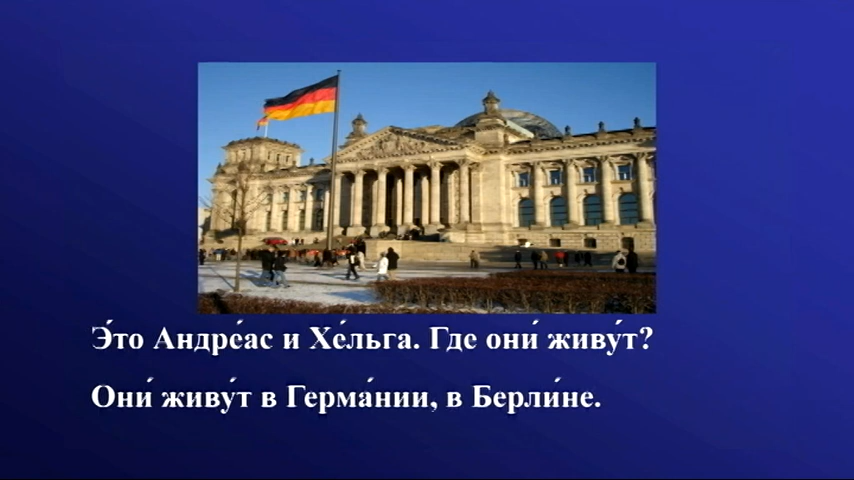 Э́то Андре́ас и Хе́льга. Где они́ живу́т?
Они́ живу́т в Герма́нии, в Берли́не.